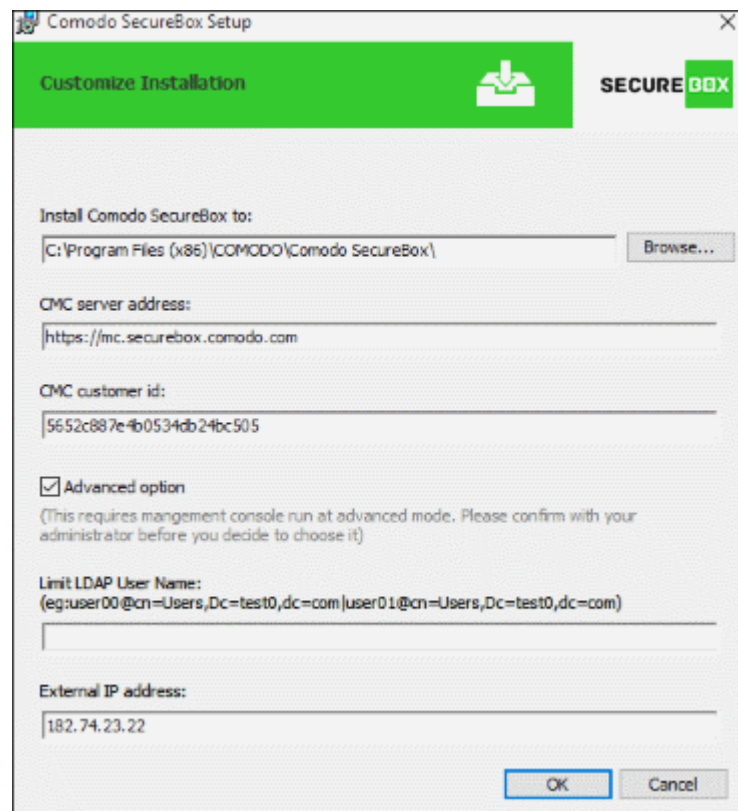 Comodo SecureBox Setup
Customize Installation
SECURE BOX
Install Comodo SecureBox to:
C:\Program Files (x86)\COMODO\Comodo SecureBox\
Browse...
CMC server address:
https://mc.securebox.comodo.com
CMC customer id:
5652c887e4b0534db24bc505
Advanced option
(This requires mangement console run at advanced mode. Please confirm with your
administrator before you decide to choose it)
Limit LDAP User Name:
(eg:user00@cn=Users,Dc=test0,dc=com|user01@cn=Users,Dc=test0,dc=com)
External IP address:
182.74.23.22
OK
Cancel